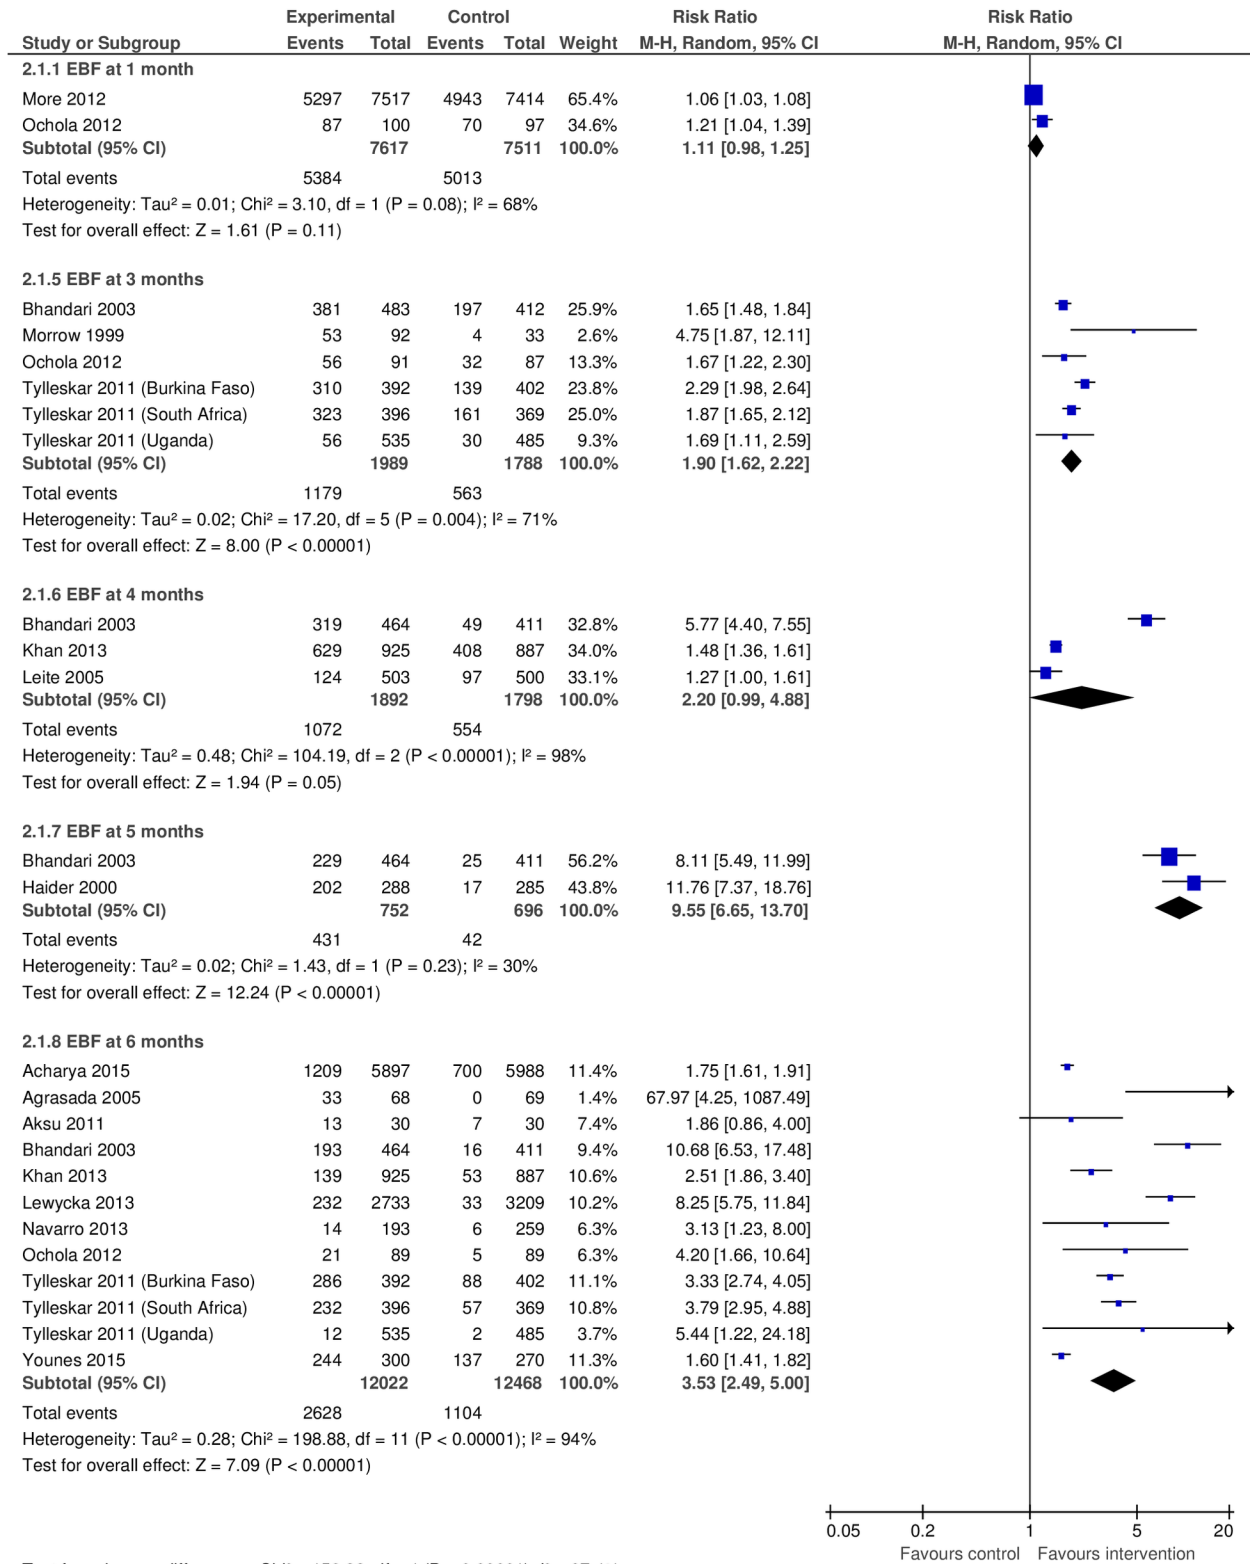 Experimental Control Risk Ratio Risk Ratio
Study or Subgroup Events Total Events Total Weight M-H, Random, 95% CI M-H, Random, 95% CI
2.1.1 EBF at 1 month
More 2012 5297 7517 4943 7414 65.4% 1.06 [1.03, 1.08]
Ochola 2012 87 100 70 97 34.6% 1.21 [1.04, 1.39]
Subtotal (95% CI) 7617 7511 100.0% 1.11 [0.98, 1.25]
Total events 5384 5013
Heterogeneity: Tau² = 0.01; Chi² = 3.10, df = 1 (P = 0.08); I² = 68%
Test for overall effect: Z = 1.61 (P = 0.11)
2.1.5 EBF at 3 months
Bhandari 2003 381 483 197 412 25.9% 1.65 [1.48, 1.84]
Morrow 1999 53 92 4 33 2.6% 4.75 [1.87, 12.11]
Ochola 2012 56 91 32 87 13.3% 1.67 [1.22, 2.30]
Tylleskar 2011 (Burkina Faso) 310 392 139 402 23.8% 2.29 [1.98, 2.64]
Tylleskar 2011 (South Africa) 323 396 161 369 25.0% 1.87 [1.65, 2.12]
Tylleskar 2011 (Uganda) 56 535 30 485 9.3% 1.69 [1.11, 2.59]
Subtotal (95% CI) 1989 1788 100.0% 1.90 [1.62, 2.22]
Total events 1179 563
Heterogeneity: Tau² = 0.02; Chi² = 17.20, df = 5 (P = 0.004); I² = 71%
Test for overall effect: Z = 8.00 (P < 0.00001)
2.1.6 EBF at 4 months
Bhandari 2003 319 464 49 411 32.8% 5.77 [4.40, 7.55]
Khan 2013 629 925 408 887 34.0% 1.48 [1.36, 1.61]
Leite 2005 124 503 97 500 33.1% 1.27 [1.00, 1.61]
Subtotal (95% CI) 1892 1798 100.0% 2.20 [0.99, 4.88]
Total events 1072 554
Heterogeneity: Tau² = 0.48; Chi² = 104.19, df = 2 (P < 0.00001); I² = 98%
Test for overall effect: Z = 1.94 (P = 0.05)
2.1.7 EBF at 5 months
Bhandari 2003 229 464 25 411 56.2% 8.11 [5.49, 11.99]
Haider 2000 202 288 17 285 43.8% 11.76 [7.37, 18.76]
Subtotal (95% CI) 752 696 100.0% 9.55 [6.65, 13.70]
Total events 431 42
Heterogeneity: Tau² = 0.02; Chi² = 1.43, df = 1 (P = 0.23); I² = 30%
Test for overall effect: Z = 12.24 (P < 0.00001)
2.1.8 EBF at 6 months
Acharya 2015 1209 5897 700 5988 11.4% 1.75 [1.61, 1.91]
Agrasada 2005 33 68 0 69 1.4% 67.97 [4.25, 1087.49]
Aksu 2011 13 30 7 30 7.4% 1.86 [0.86, 4.00]
Bhandari 2003 193 464 16 411 9.4% 10.68 [6.53, 17.48]
Khan 2013 139 925 53 887 10.6% 2.51 [1.86, 3.40]
Lewycka 2013 232 2733 33 3209 10.2% 8.25 [5.75, 11.84]
Navarro 2013 14 193 6 259 6.3% 3.13 [1.23, 8.00]
Ochola 2012 21 89 5 89 6.3% 4.20 [1.66, 10.64]
Tylleskar 2011 (Burkina Faso) 286 392 88 402 11.1% 3.33 [2.74, 4.05]
Tylleskar 2011 (South Africa) 232 396 57 369 10.8% 3.79 [2.95, 4.88]
Tylleskar 2011 (Uganda) 12 535 2 485 3.7% 5.44 [1.22, 24.18]
Younes 2015 244 300 137 270 11.3% 1.60 [1.41, 1.82]
Subtotal (95% CI) 12022 12468 100.0% 3.53 [2.49, 5.00]
Total events 2628 1104
Heterogeneity: Tau² = 0.28; Chi² = 198.88, df = 11 (P < 0.00001); I² = 94%
Test for overall effect: Z = 7.09 (P < 0.00001)
0.05 0.2 1 5 20
Favours control Favours intervention